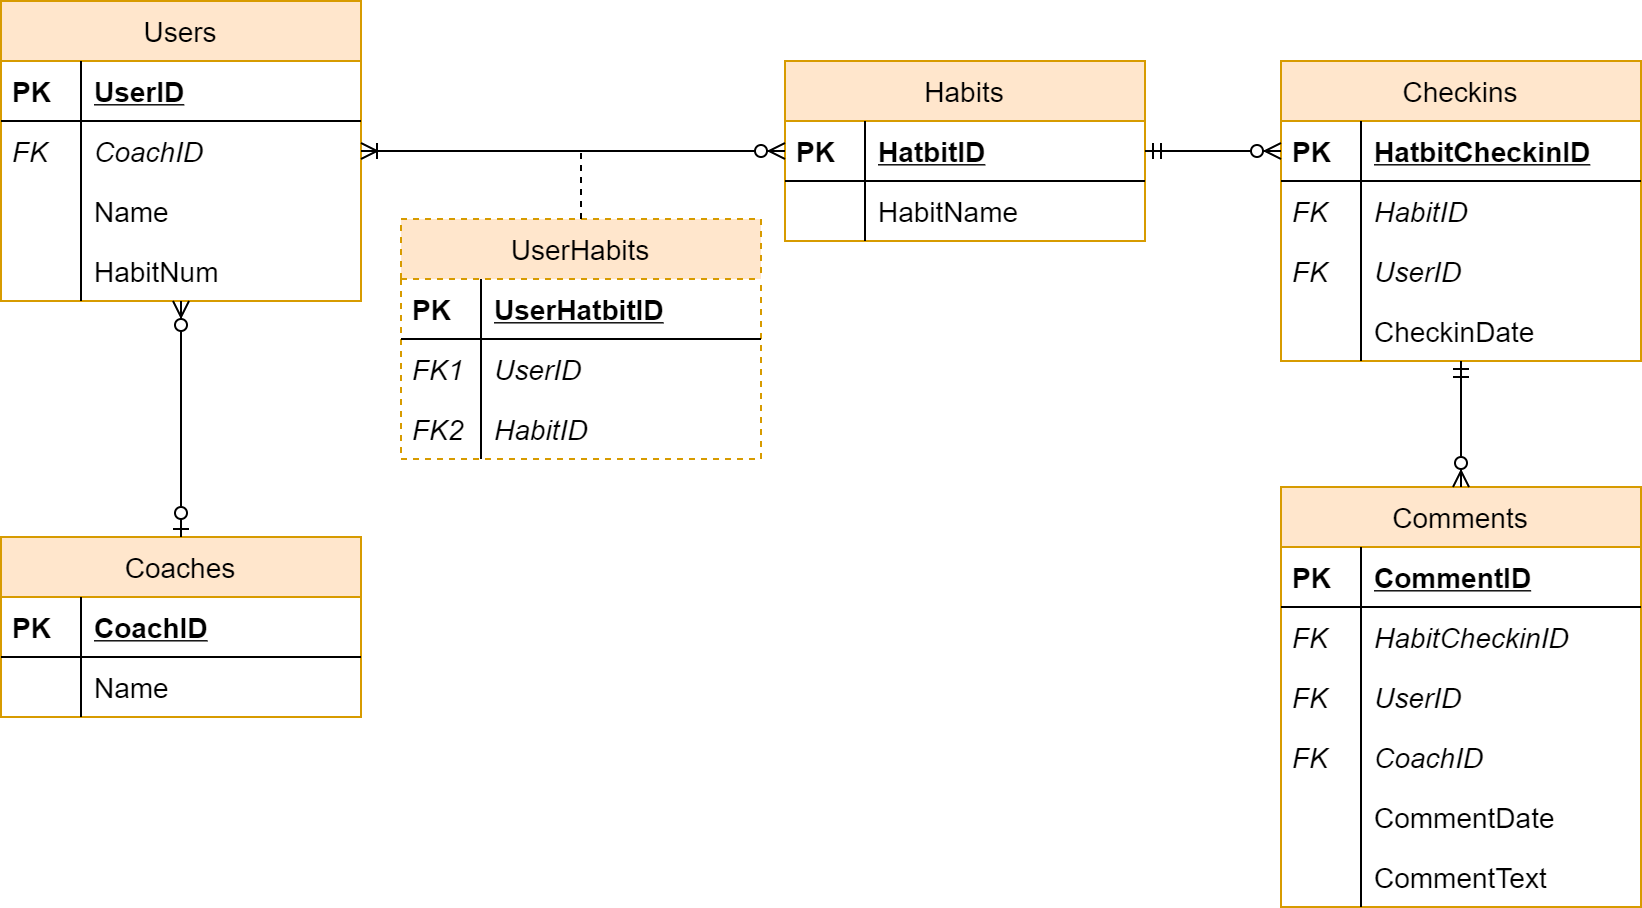 Users
PK UserID
FK CoachID
Name
HabitNum
UserHabits
PK UserHatbitID
FK1 UserID
FK2 HabitID
Habits
PK HatbitID
HabitName
Checkins
PK HatbitCheckinID
FK HabitID
FK UserID
CheckinDate
Coaches
PK CoachID
Name
Comments
PK CommentID
FK HabitCheckinID
FK UserID
FK CoachID
CommentDate
CommentText